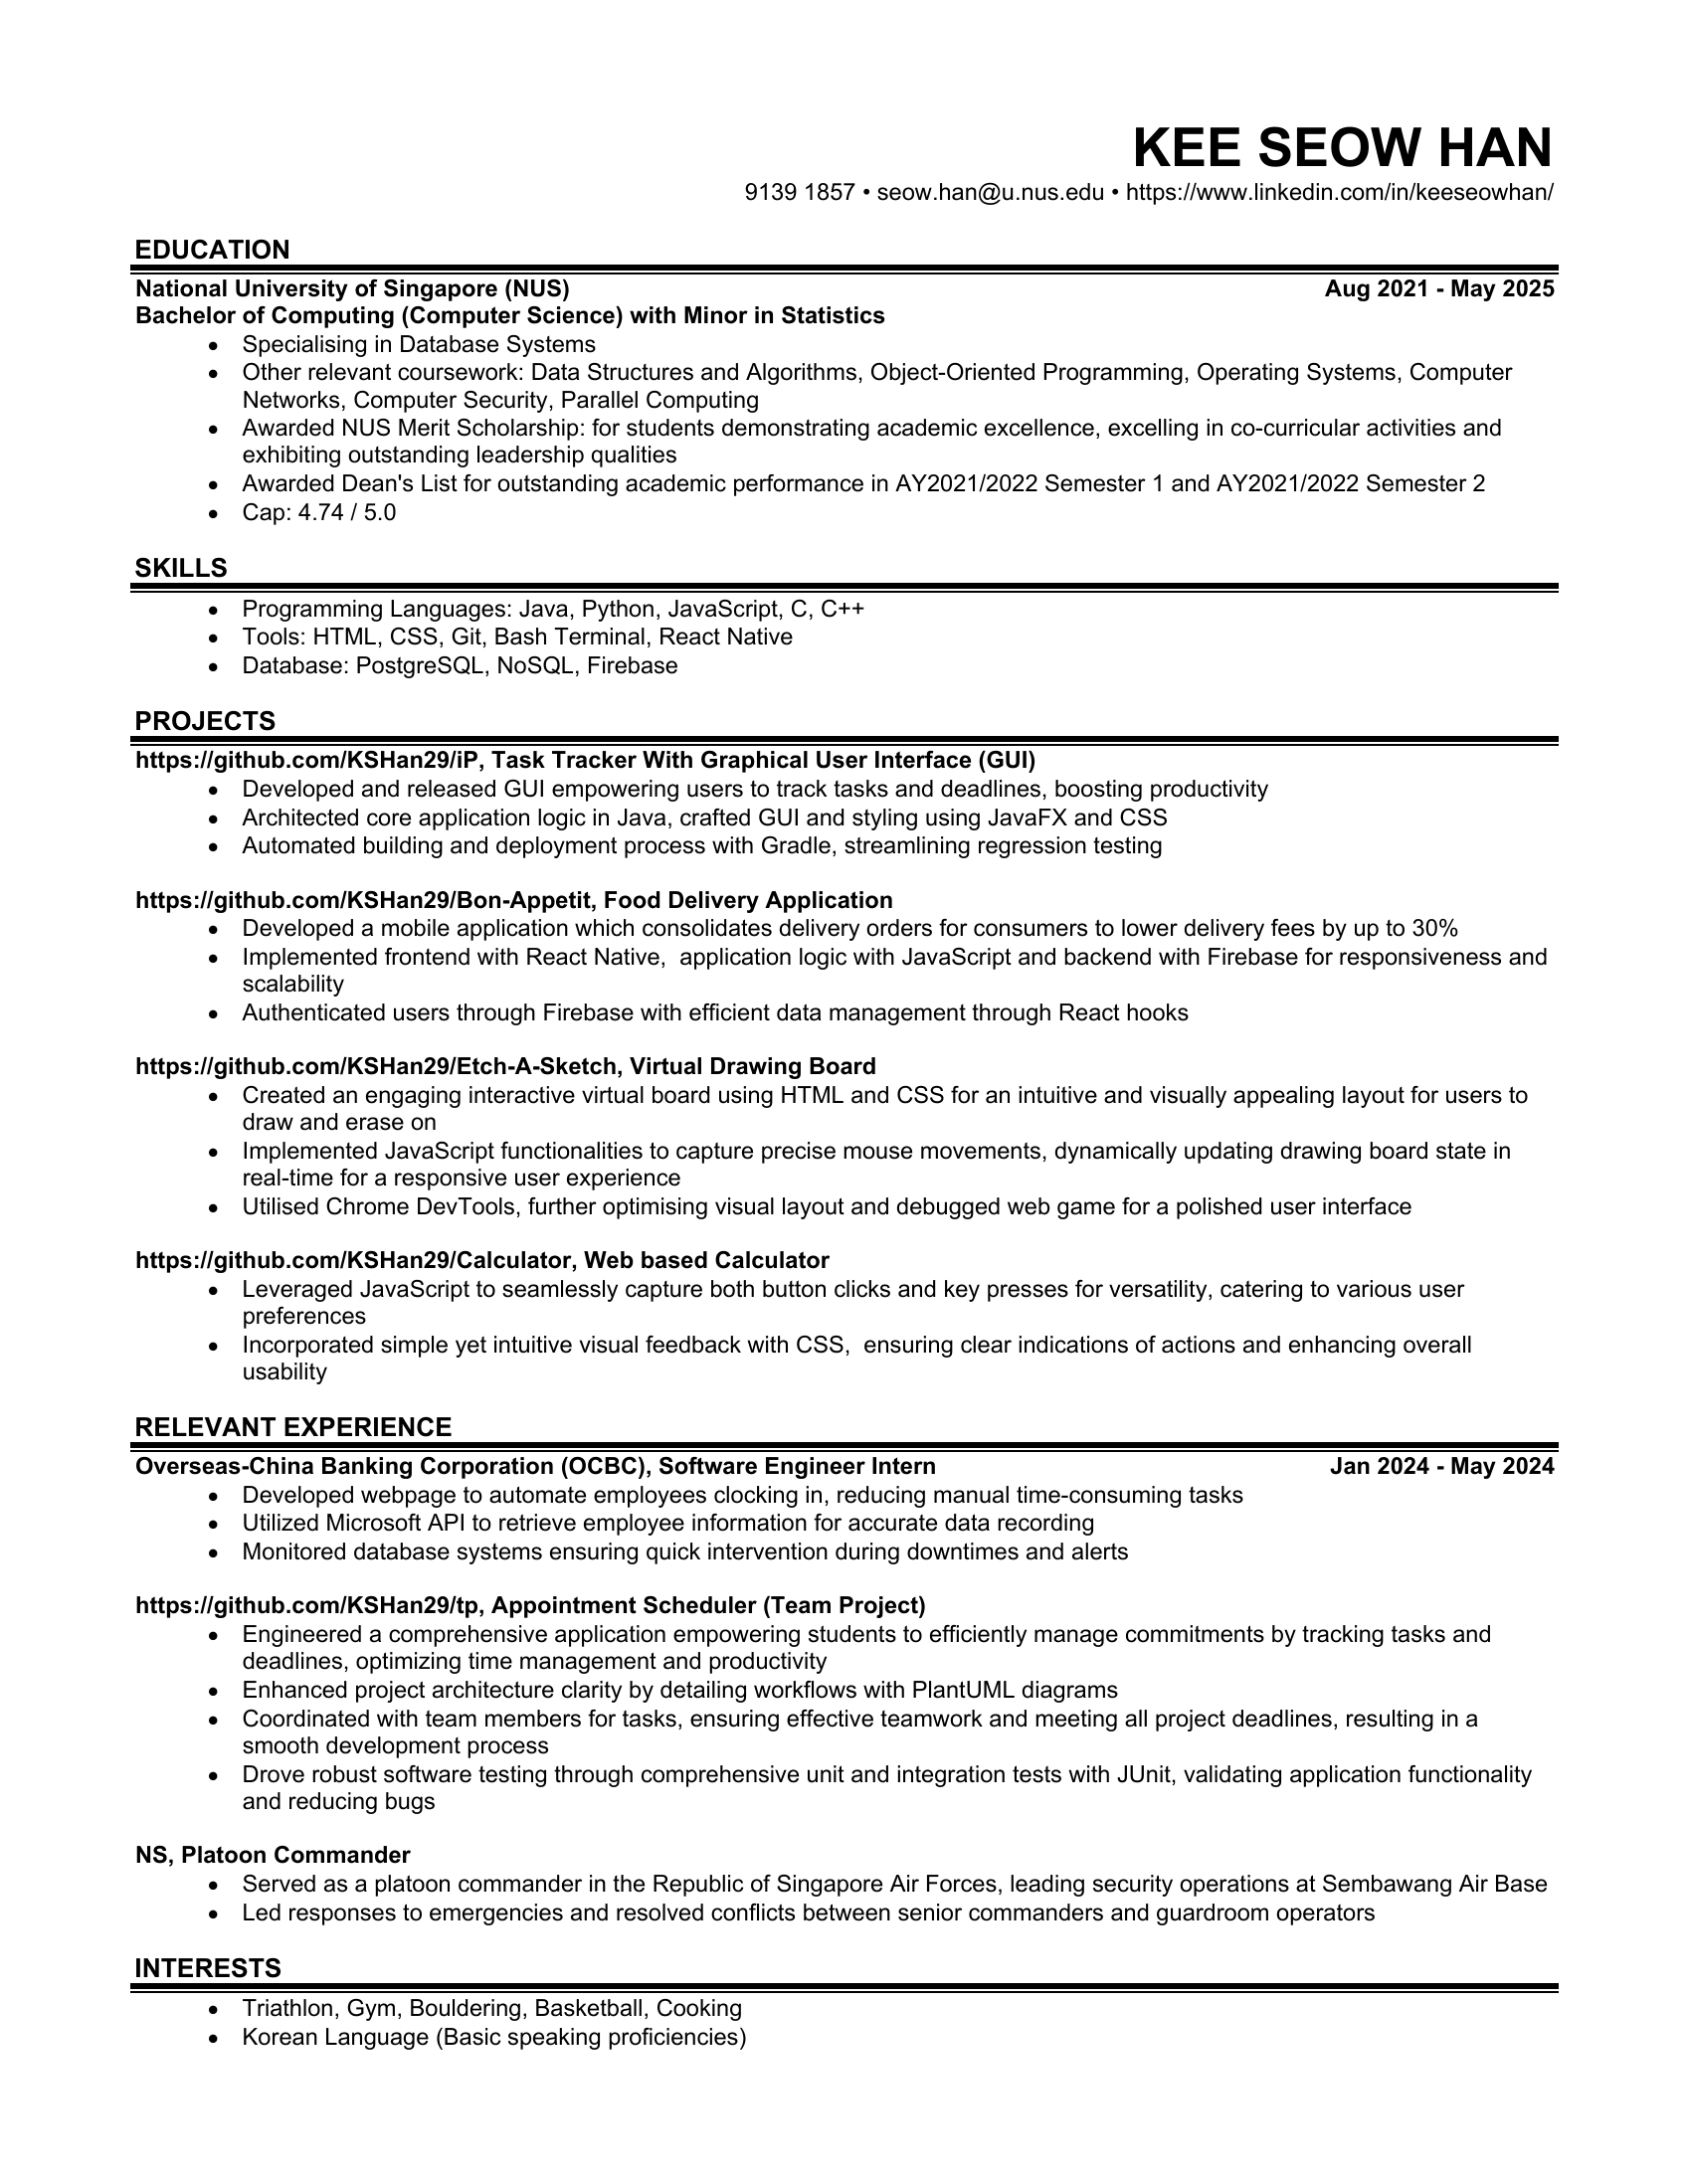 KEE SEOW HAN
9139 1857 • seow.han@u.nus.edu • https://www.linkedin.com/in/keeseowhan/
EDUCATION
National University of Singapore (NUS) Aug 2021 - May 2025
Bachelor of Computing (Computer Science) with Minor in Statistics
● Specialising in Database Systems
● Other relevant coursework: Data Structures and Algorithms, Object-Oriented Programming, Operating Systems, Computer
Networks, Computer Security, Parallel Computing
● Awarded NUS Merit Scholarship: for students demonstrating academic excellence, excelling in co-curricular activities and
exhibiting outstanding leadership qualities
● Awarded Dean's List for outstanding academic performance in AY2021/2022 Semester 1 and AY2021/2022 Semester 2
● Cap: 4.74 / 5.0
SKILLS
● Programming Languages: Java, Python, JavaScript, C, C++
● Tools: HTML, CSS, Git, Bash Terminal, React Native
● Database: PostgreSQL, NoSQL, Firebase
PROJECTS
https://github.com/KSHan29/iP, Task Tracker With Graphical User Interface (GUI)
● Developed and released GUI empowering users to track tasks and deadlines, boosting productivity
● Architected core application logic in Java, crafted GUI and styling using JavaFX and CSS
● Automated building and deployment process with Gradle, streamlining regression testing
https://github.com/KSHan29/Bon-Appetit, Food Delivery Application
● Developed a mobile application which consolidates delivery orders for consumers to lower delivery fees by up to 30%
● Implemented frontend with React Native,  application logic with JavaScript and backend with Firebase for responsiveness and
scalability
● Authenticated users through Firebase with efficient data management through React hooks
https://github.com/KSHan29/Etch-A-Sketch, Virtual Drawing Board
● Created an engaging interactive virtual board using HTML and CSS for an intuitive and visually appealing layout for users to
draw and erase on
● Implemented JavaScript functionalities to capture precise mouse movements, dynamically updating drawing board state in
real-time for a responsive user experience
● Utilised Chrome DevTools, further optimising visual layout and debugged web game for a polished user interface
https://github.com/KSHan29/Calculator, Web based Calculator
● Leveraged JavaScript to seamlessly capture both button clicks and key presses for versatility, catering to various user
preferences
● Incorporated simple yet intuitive visual feedback with CSS,  ensuring clear indications of actions and enhancing overall
usability
RELEVANT EXPERIENCE
Overseas-China Banking Corporation (OCBC), Software Engineer Intern Jan 2024 - May 2024
● Developed webpage to automate employees clocking in, reducing manual time-consuming tasks
● Utilized Microsoft API to retrieve employee information for accurate data recording
● Monitored database systems ensuring quick intervention during downtimes and alerts
https://github.com/KSHan29/tp, Appointment Scheduler (Team Project)
● Engineered a comprehensive application empowering students to efficiently manage commitments by tracking tasks and
deadlines, optimizing time management and productivity
● Enhanced project architecture clarity by detailing workflows with PlantUML diagrams
● Coordinated with team members for tasks, ensuring effective teamwork and meeting all project deadlines, resulting in a
smooth development process
● Drove robust software testing through comprehensive unit and integration tests with JUnit, validating application functionality
and reducing bugs
NS, Platoon Commander
● Served as a platoon commander in the Republic of Singapore Air Forces, leading security operations at Sembawang Air Base
● Led responses to emergencies and resolved conflicts between senior commanders and guardroom operators
INTERESTS
● Triathlon, Gym, Bouldering, Basketball, Cooking
● Korean Language (Basic speaking proficiencies)